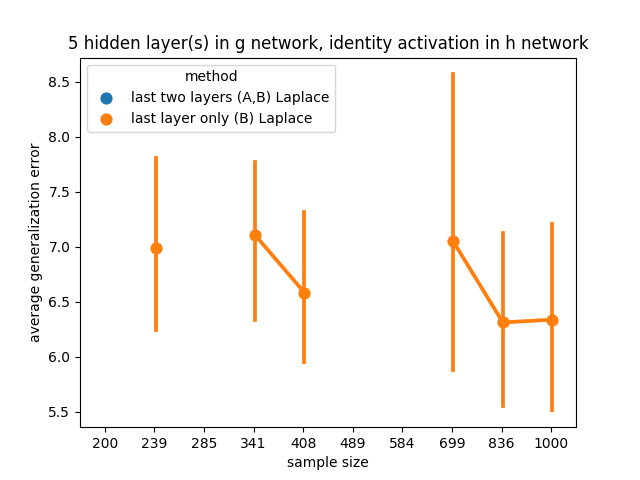 5 hidden layer(s) in g network, identity activation in h network
method
last two layers (A,B) Laplace
last layer only (B) Laplace
average generalization error
8.5
8.0
7.5
7.0
6.5
6.0
5.5
200 239 285 341 408 489 584 699 836 1000
sample size